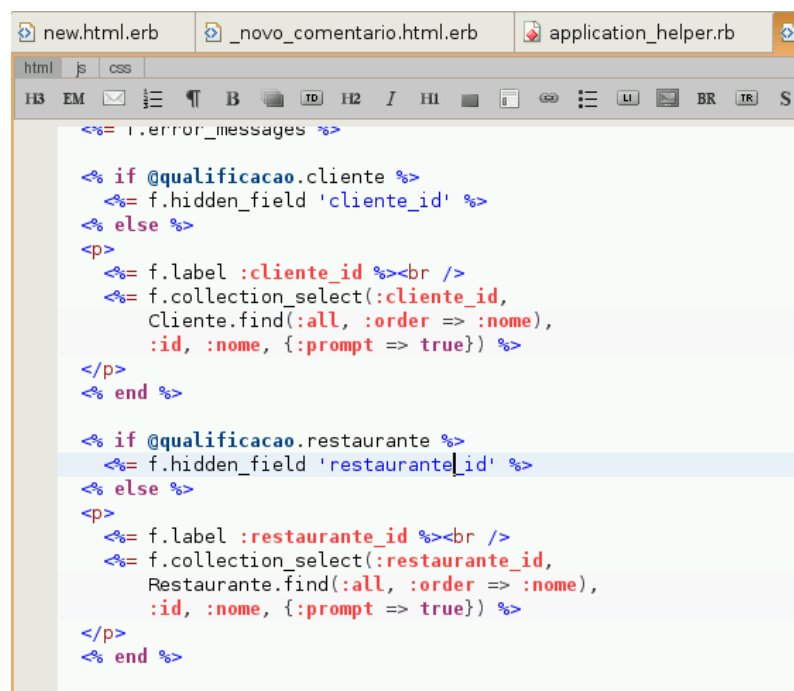 new.html.erb _novo_comentario.html.erb application_helper.rb
html js css
H3 EM ¶ B TD H2 I H1 LI BR TR S
<%= f.error_messages %>
<% if @qualificacao.cliente %>
<%= f.hidden_field 'cliente_id' %>
<% else %>
<p>
<%= f.label :cliente_id %><br />
<%= f.collection_select(:cliente_id,
Cliente.find(:all, :order => :nome),
:id, :nome, {:prompt => true}) %>
</p>
<% end %>
<% if @qualificacao.restaurante %>
<%= f.hidden_field 'restaurante_id' %>
<% else %>
<p>
<%= f.label :restaurante_id %><br />
<%= f.collection_select(:restaurante_id,
Restaurante.find(:all, :order => :nome),
:id, :nome, {:prompt => true}) %>
</p>
<% end %>